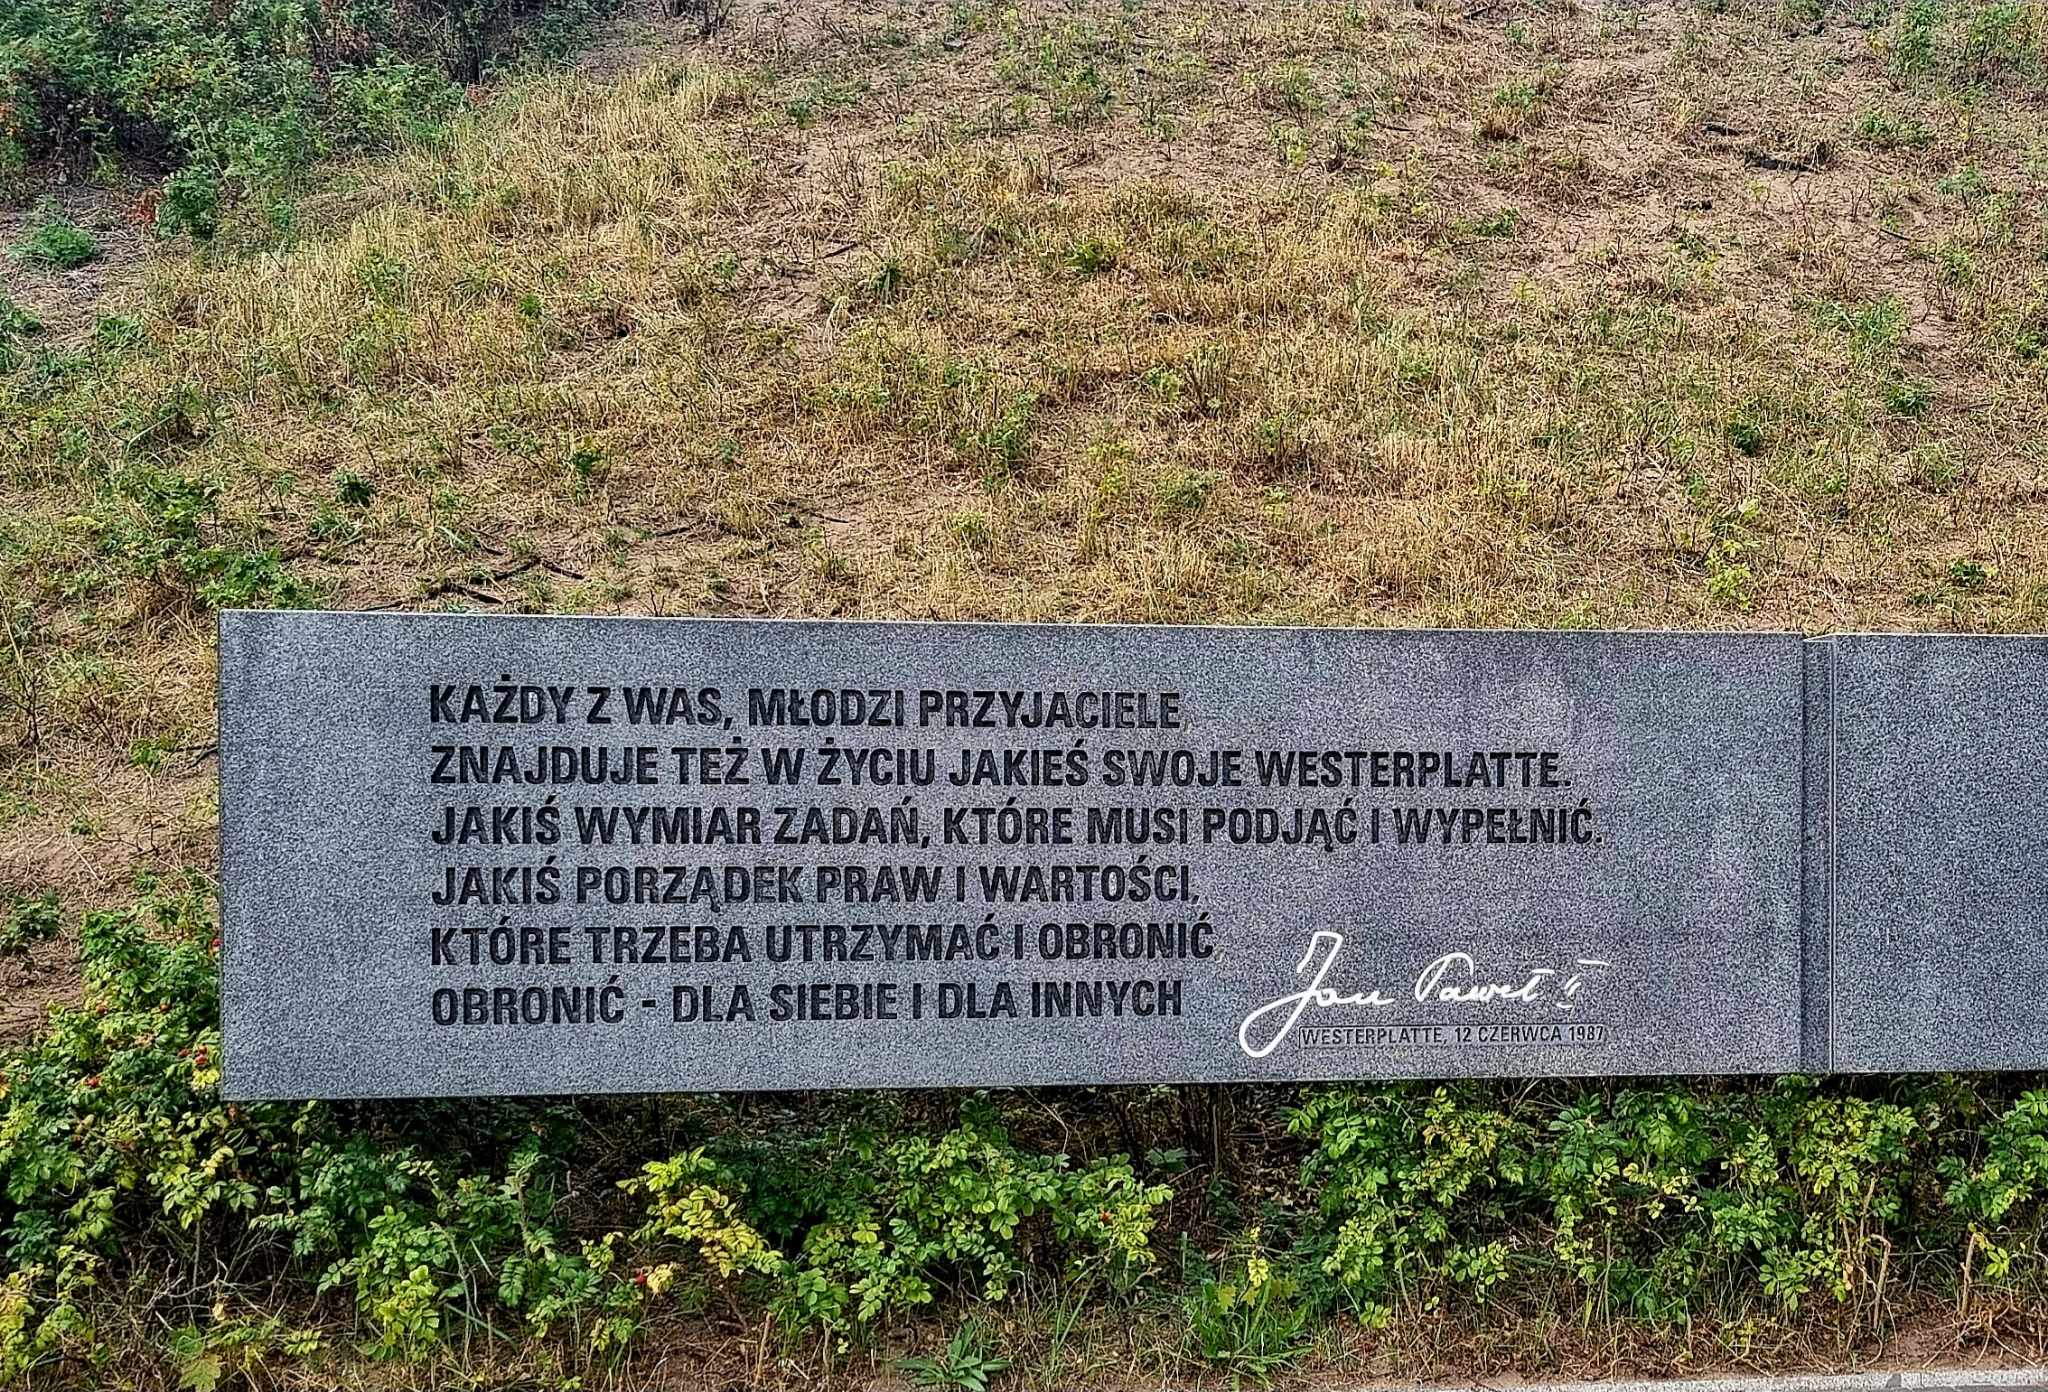 KAŻDY Z WAS, MŁODZI PRZYJACIELE,
ZNAJDUJE TEŻ W ŻYCIU JAKIEŚ SWOJE WESTERPLATTE.
JAKIŚ WYMIAR ZADAŃ, KTÓRE MUSI PODJĄĆ I WYPEŁNIĆ.
JAKIŚ PORZĄDEK PRAW I WARTOŚCI,
KTÓRE TRZEBA UTRZYMAĆ I OBRONIĆ
OBRONIĆ - DLA SIEBIE I DLA INNYCH
Jan Paweł II
WESTERPLATTE, 12 CZERWCA 1987